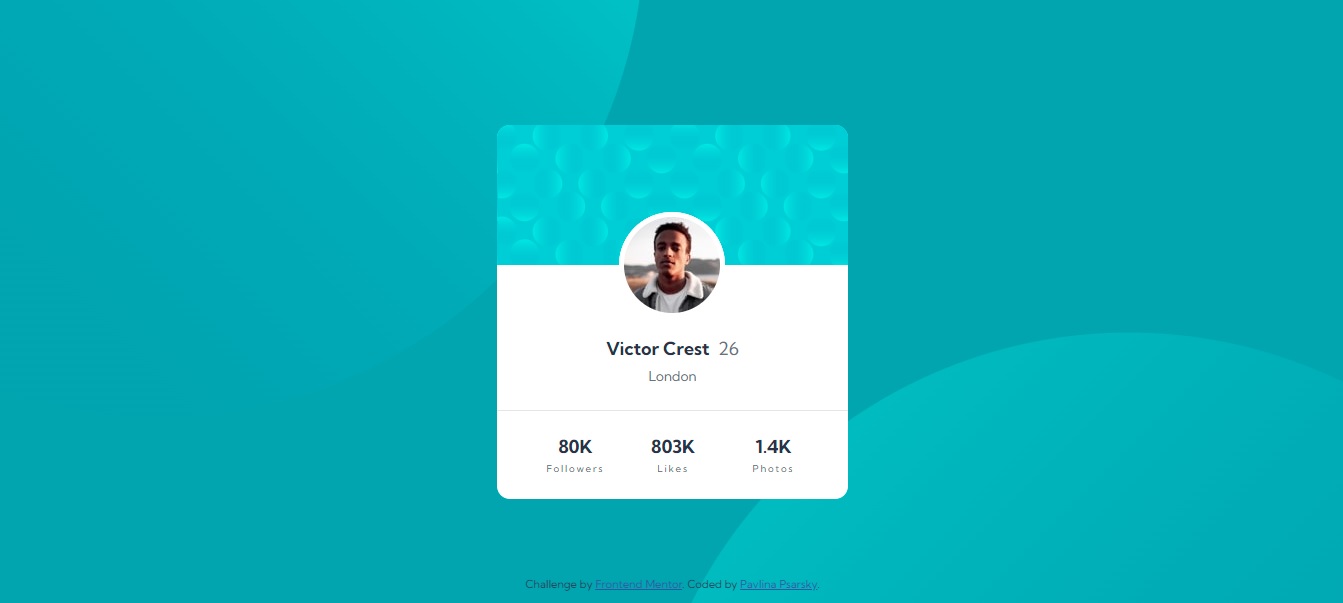 Victor Crest 26
London
80K 803K 1.4K
Followers Likes Photos
Challenge by Frontend Mentor. Coded by Pavlina Psarsky.